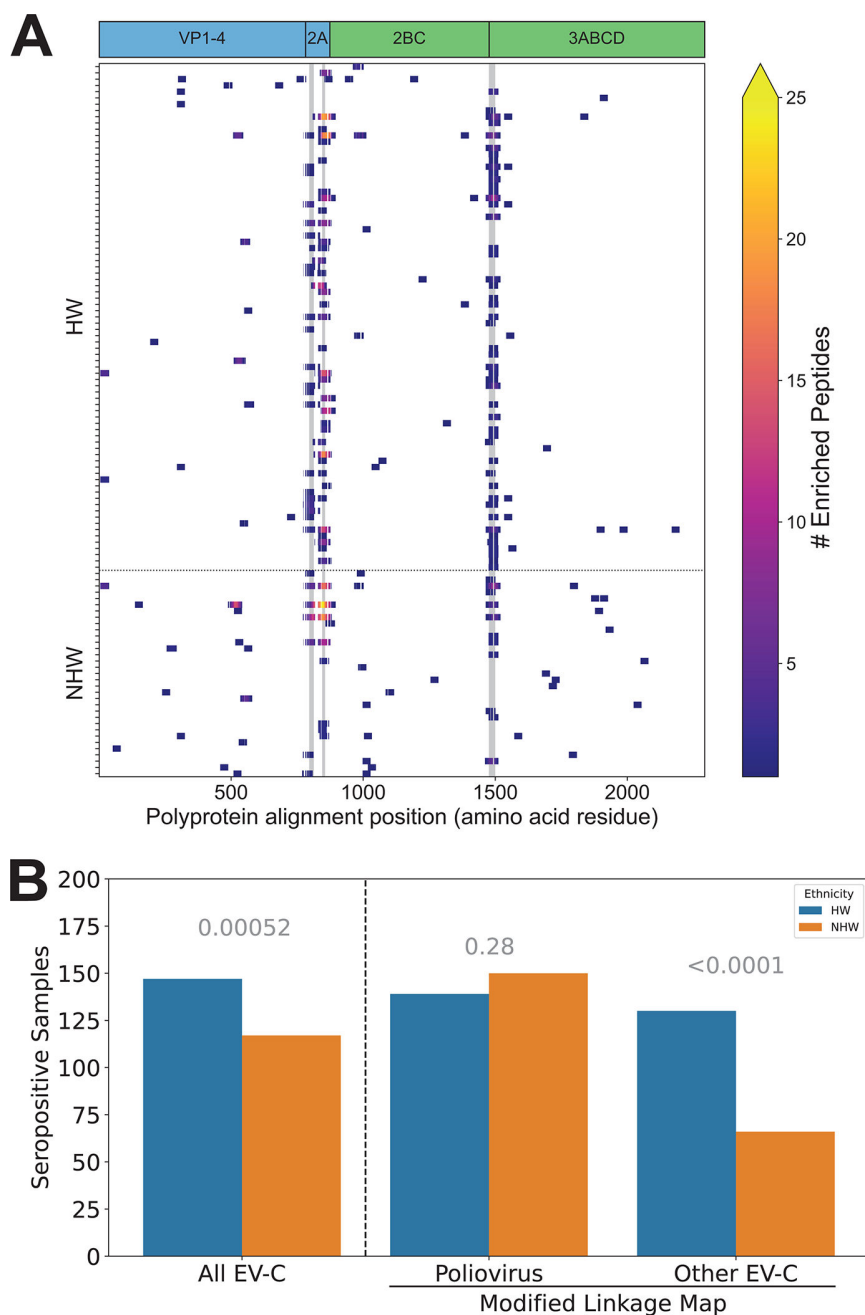 A
VP1-4 2A 2BC 3ABCD
HW
NHW
500 1000 1500 2000
Polyprotein alignment position (amino acid residue)
25
20
15
10
5
# Enriched Peptides
B
Seropositive Samples
200
175
150
125
100
75
50
25
0
0.00052
0.28
<0.0001
Ethnicity
HW
NHW
All EV-C Poliovirus Other EV-C
Modified Linkage Map